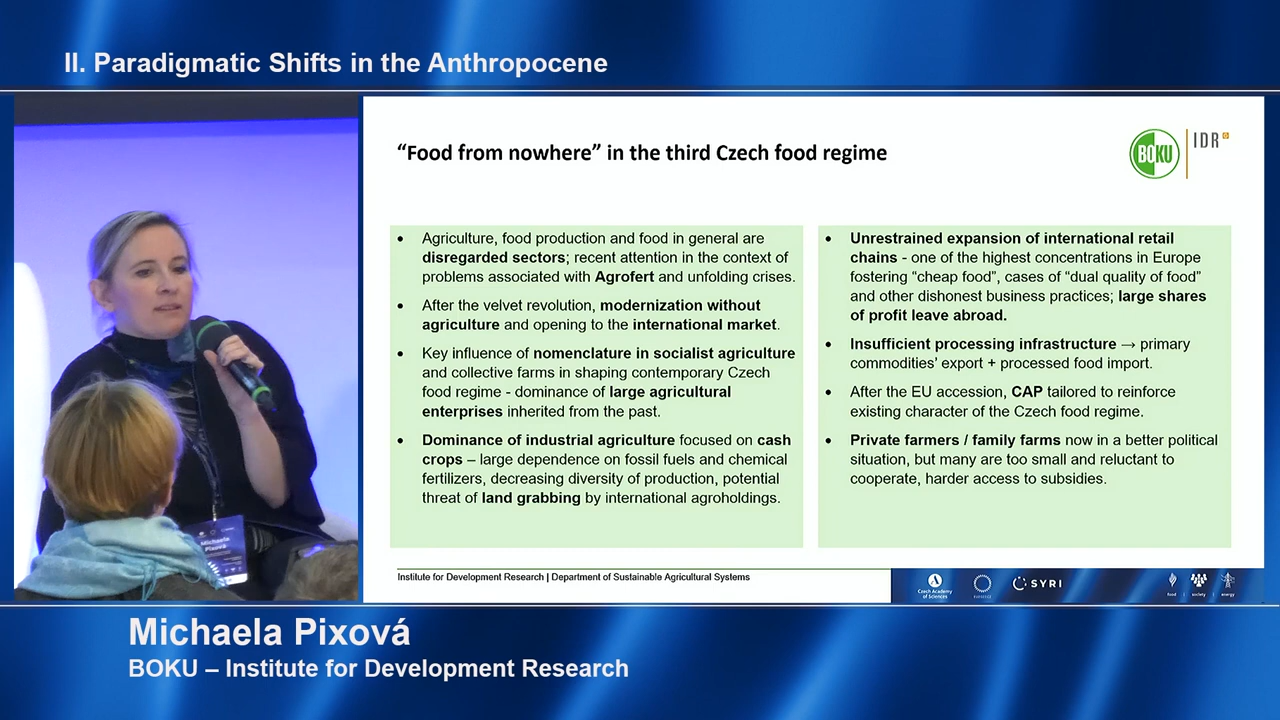 II. Paradigmatic Shifts in the Anthropocene
“Food from nowhere” in the third Czech food regime
BOKU
IDR
• Agriculture, food production and food in general are
disregarded sectors; recent attention in the context of
problems associated with Agrofert and unfolding crises.
• After the velvet revolution, modernization without
agriculture and opening to the international market.
• Key influence of nomenclature in socialist agriculture
and collective farms in shaping contemporary Czech
food regime - dominance of large agricultural
enterprises inherited from the past.
• Dominance of industrial agriculture focused on cash
crops – large dependence on fossil fuels and chemical
fertilizers, decreasing diversity of production, potential
threat of land grabbing by international agroholdings.
• Unrestrained expansion of international retail
chains - one of the highest concentrations in Europe
fostering “cheap food”, cases of “dual quality of food”
and other dishonest business practices; large shares
of profit leave abroad.
• Insufficient processing infrastructure → primary
commodities’ export + processed food import.
• After the EU accession, CAP tailored to reinforce
existing character of the Czech food regime.
• Private farmers / family farms now in a better political
situation, but many are too small and reluctant to
cooperate, harder access to subsidies.
Michaela
Pixová
Institute for Development Research | Department of Sustainable Agricultural Systems
Czech Academy
of Sciences
SYRI
food | society | energy
Michaela Pixová
BOKU – Institute for Development Research